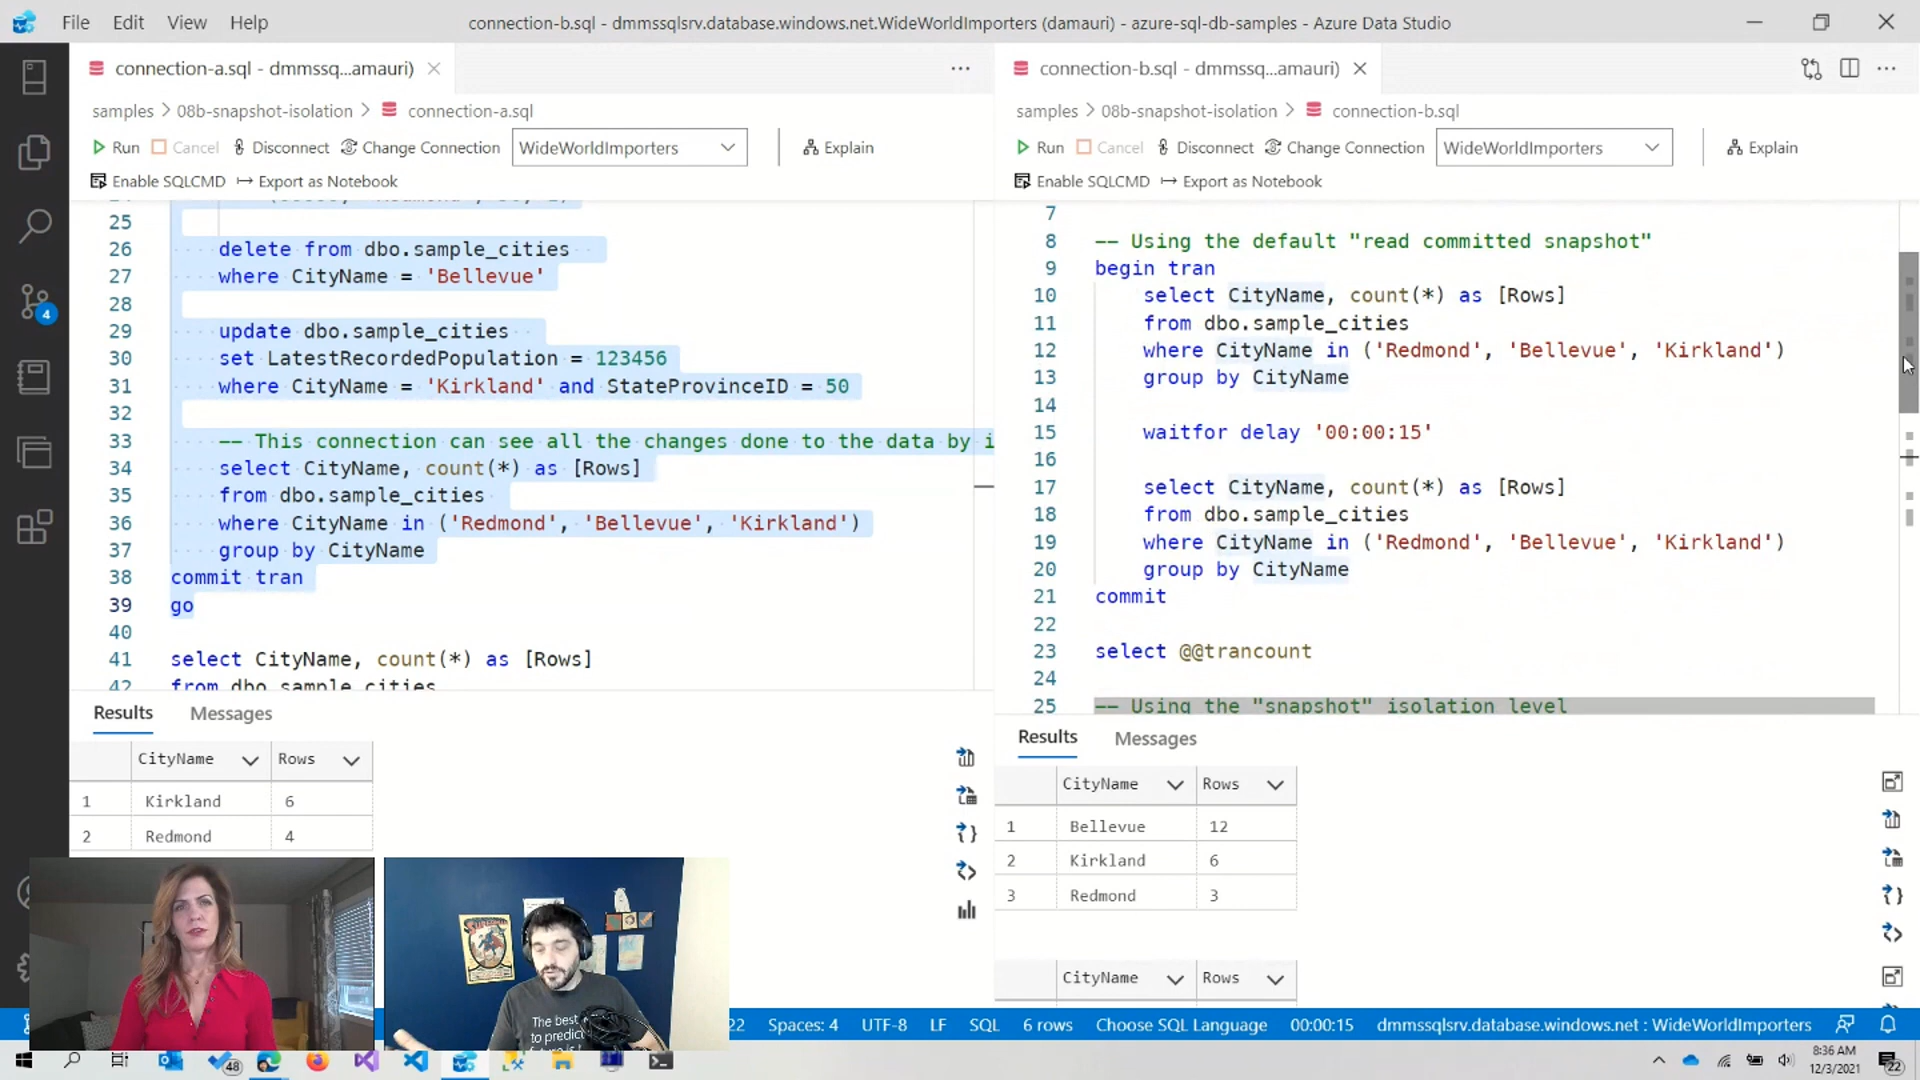 File Edit View Help
connection-b.sql - dmmssqlsrv.database.windows.net.WideWorldImporters (damauri) - azure-sql-db-samples - Azure Data Studio
connection-a.sql - dmmssq...amauri)
samples > 08b-snapshot-isolation > connection-a.sql
Run Cancel Disconnect Change Connection WideWorldImporters Explain
Enable SQLCMD Export as Notebook
25
26 delete from dbo.sample_cities
27 where CityName = 'Bellevue'
28
29 update dbo.sample_cities
30 set LatestRecordedPopulation = 123456
31 where CityName = 'Kirkland' and StateProvinceID = 50
32
33 -- This connection can see all the changes done to the data by i
34 select CityName, count(*) as [Rows]
35 from dbo.sample_cities
36 where CityName in ('Redmond', 'Bellevue', 'Kirkland')
37 group by CityName
38 commit tran
39 go
40
41 select CityName, count(*) as [Rows]
42 from dbo.sample_cities
Results Messages
CityName Rows
1 Kirkland 6
2 Redmond 4
connection-b.sql - dmmssq...amauri)
samples > 08b-snapshot-isolation > connection-b.sql
Run Cancel Disconnect Change Connection WideWorldImporters Explain
Enable SQLCMD Export as Notebook
7
8 -- Using the default "read committed snapshot"
9 begin tran
10 select CityName, count(*) as [Rows]
11 from dbo.sample_cities
12 where CityName in ('Redmond', 'Bellevue', 'Kirkland')
13 group by CityName
14
15 waitfor delay '00:00:15'
16
17 select CityName, count(*) as [Rows]
18 from dbo.sample_cities
19 where CityName in ('Redmond', 'Bellevue', 'Kirkland')
20 group by CityName
21 commit
22
23 select @@trancount
24
25 -- Using the "snapshot" isolation level
Results Messages
CityName Rows
1 Bellevue 12
2 Kirkland 6
3 Redmond 3
CityName Rows
4
SUPERMAN
The best
to predic
22 Spaces: 4 UTF-8 LF SQL 6 rows Choose SQL Language 00:00:15 dmmssqlsrv.database.windows.net : WideWorldImporters
48
8:36 AM
12/3/2021
22